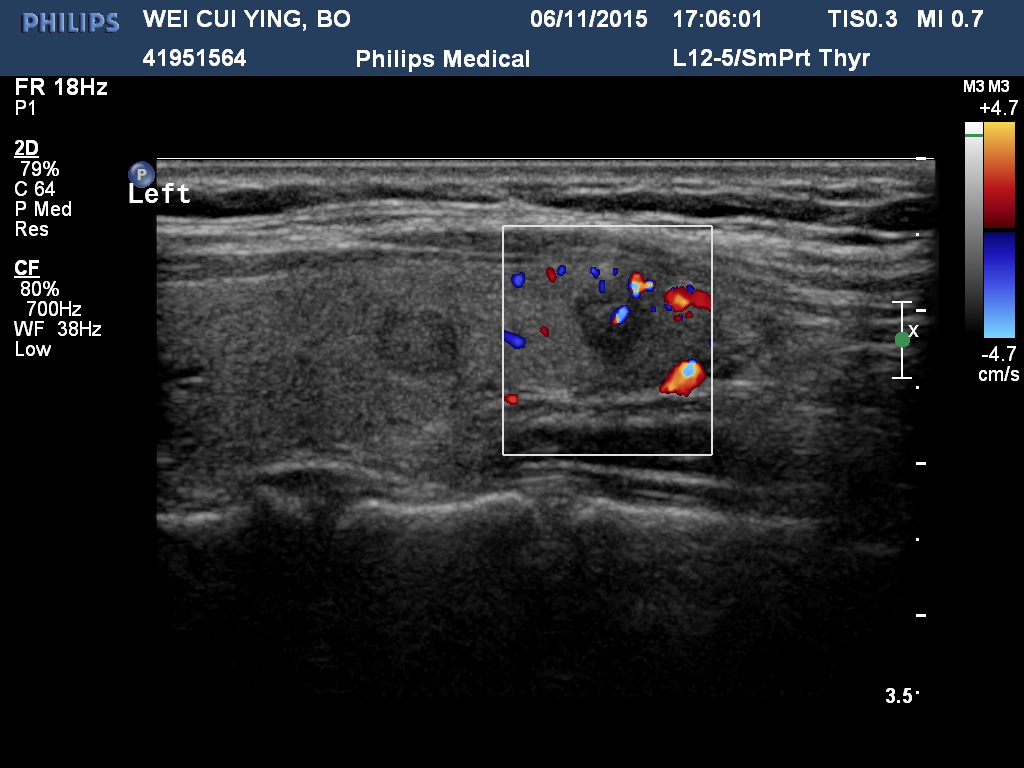 PHILIPS
WEI CUI YING, BO 06/11/2015 17:06:01 TIS0.3 MI 0.7
41951564 Philips Medical L12-5/SmPrt Thyr
FR 18Hz
P1
2D
79%
C 64
P Med
Res
CF
80%
700Hz
WF 38Hz
Low
P
Left
M3 M3
+4.7
x
-4.7
cm/s
3.5